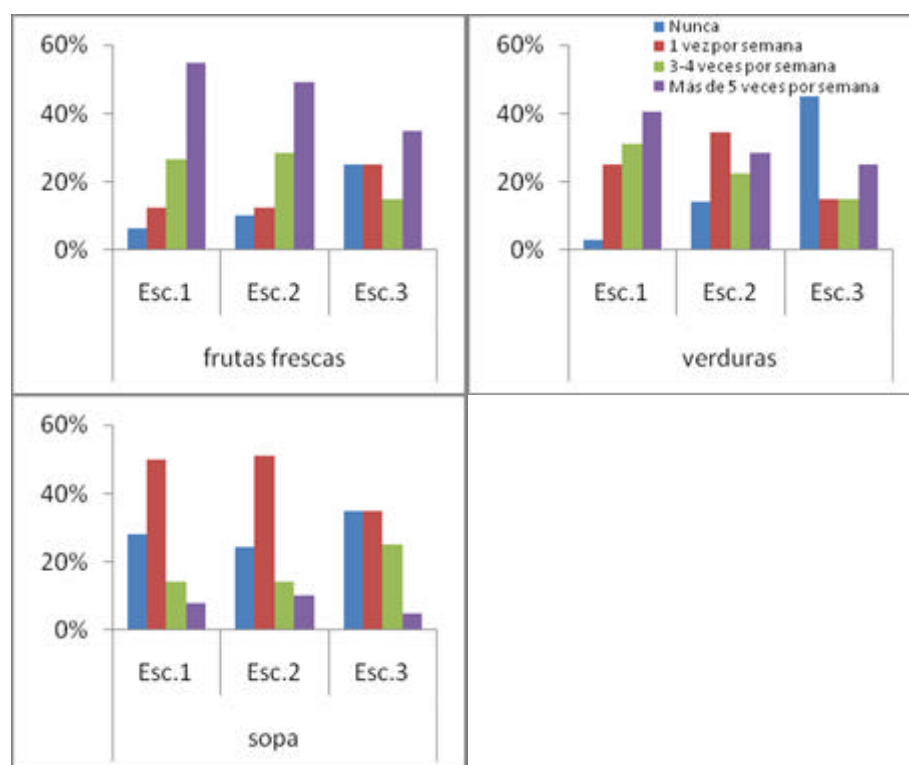 60%
40%
20%
0%
Esc.1 Esc.2 Esc.3
frutas frescas
60%
40%
20%
0%
Nunca
1 vez por semana
3-4 veces por semana
Más de 5 veces por semana
Esc.1 Esc.2 Esc.3
verduras
60%
40%
20%
0%
Esc.1 Esc.2 Esc.3
sopa